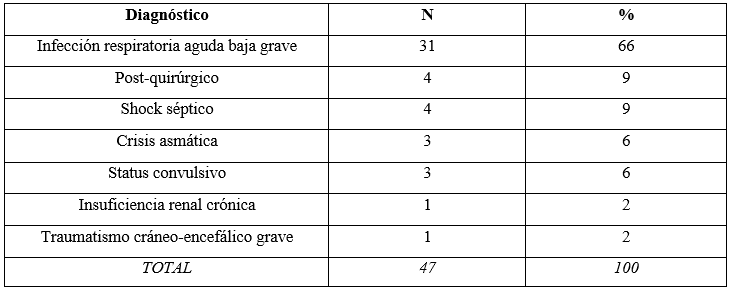 Diagnóstico N %
Infección respiratoria aguda baja grave 31 66
Post-quirúrgico 4 9
Shock séptico 4 9
Crisis asmática 3 6
Status convulsivo 3 6
Insuficiencia renal crónica 1 2
Traumatismo cráneo-encefálico grave 1 2
TOTAL 47 100